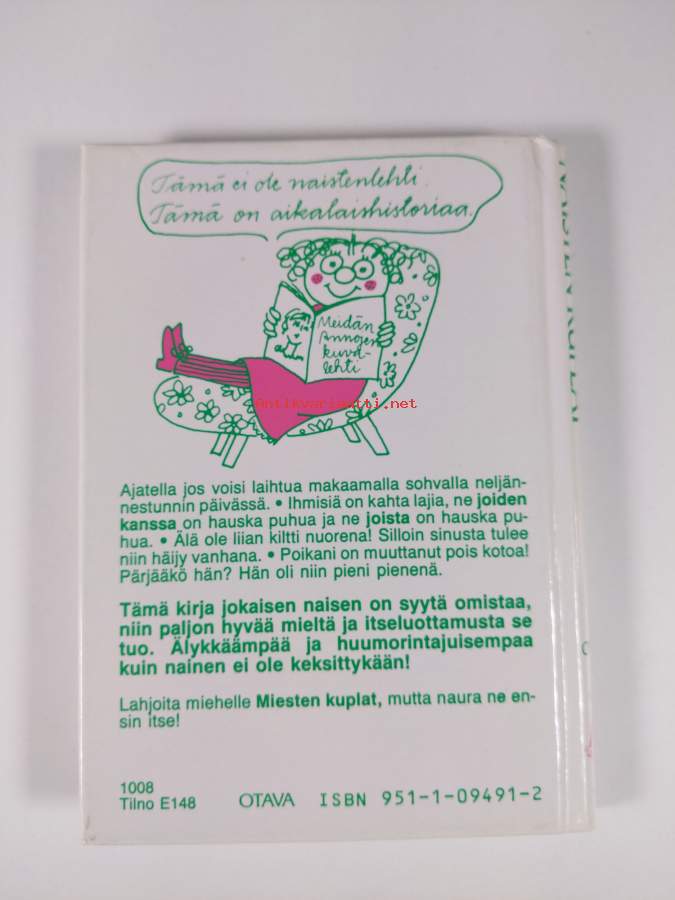 Tämä ei ole naistenlehti.
Tämä on aikalaishistoriaa.
Meidän
Annojen
kuva-
lehti
Antikvariaatti.net
Ajatella jos voisi laihtua makaamalla sohvalla neljän-
nestunnin päivässä. • Ihmisiä on kahta lajia, ne joiden
kanssa on hauska puhua ja ne joista on hauska pu-
hua. • Älä ole liian kiltti nuorena! Silloin sinusta tulee
niin häijy vanhana. • Poikani on muuttanut pois kotoa!
Pärjääkö hän? Hän oli niin pieni pienenä.
Tämä kirja jokaisen naisen on syytä omistaa,
niin paljon hyvää mieltä ja itseluottamusta se
tuo. Älykkäämpää ja huumorintajuisempaa
kuin nainen ei ole keksittykään!
Lahjoita miehelle Miesten kuplat, mutta naura ne en-
sin itse!
1008
Tilno E148
OTAVA ISBN 951-1-09491-2